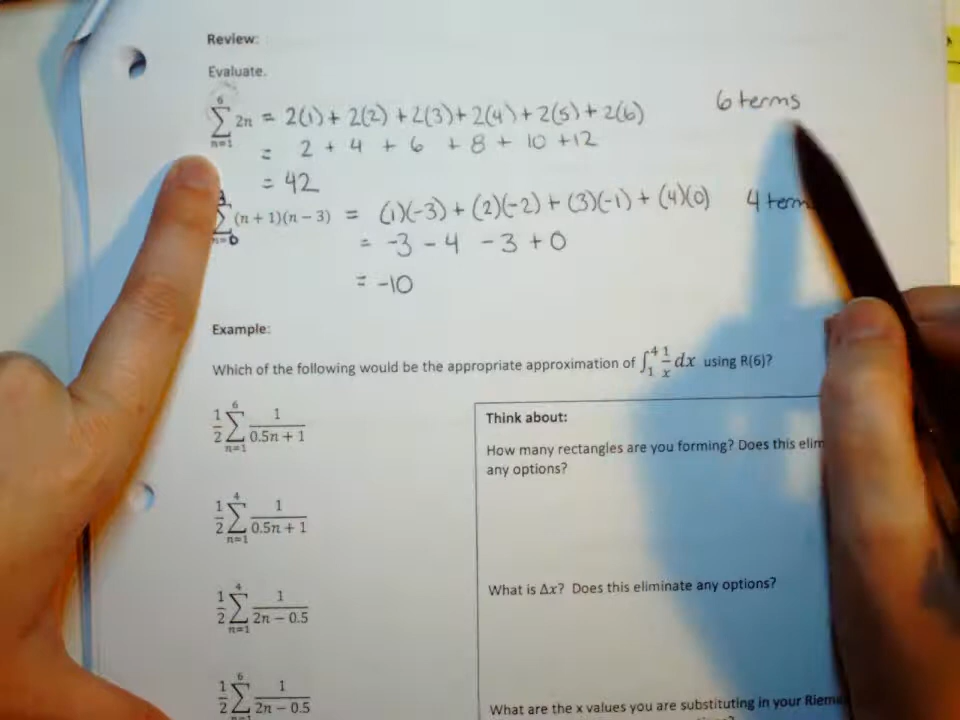 Review:
Evaluate.
6
∑ 2n = 2(1) + 2(2) + 2(3) + 2(4) + 2(5) + 2(6) 6 terms
n=1
= 2 + 4 + 6 + 8 + 10 + 12
= 42
∑ (n + 1)(n − 3) = (1)(-3) + (2)(-2) + (3)(-1) + (4)(0) 4
n=0
= -3 - 4 - 3 + 0
= -10
Example:
Which of the following would be the appropriate approximation of ∫₁⁴ 1/x dx using R(6)?
6
1/2 ∑ 1/(0.5n + 1)
n=1
4
1/2 ∑ 1/(0.5n + 1)
n=1
4
1/2 ∑ 1/(2n − 0.5)
n=1
6
1/2 ∑ 1/(2n − 0.5)
n=1
Think about:
How many rectangles are you forming? Does this
any options?
What is Δx? Does this eliminate any options?
What are the x values you are substituting in your